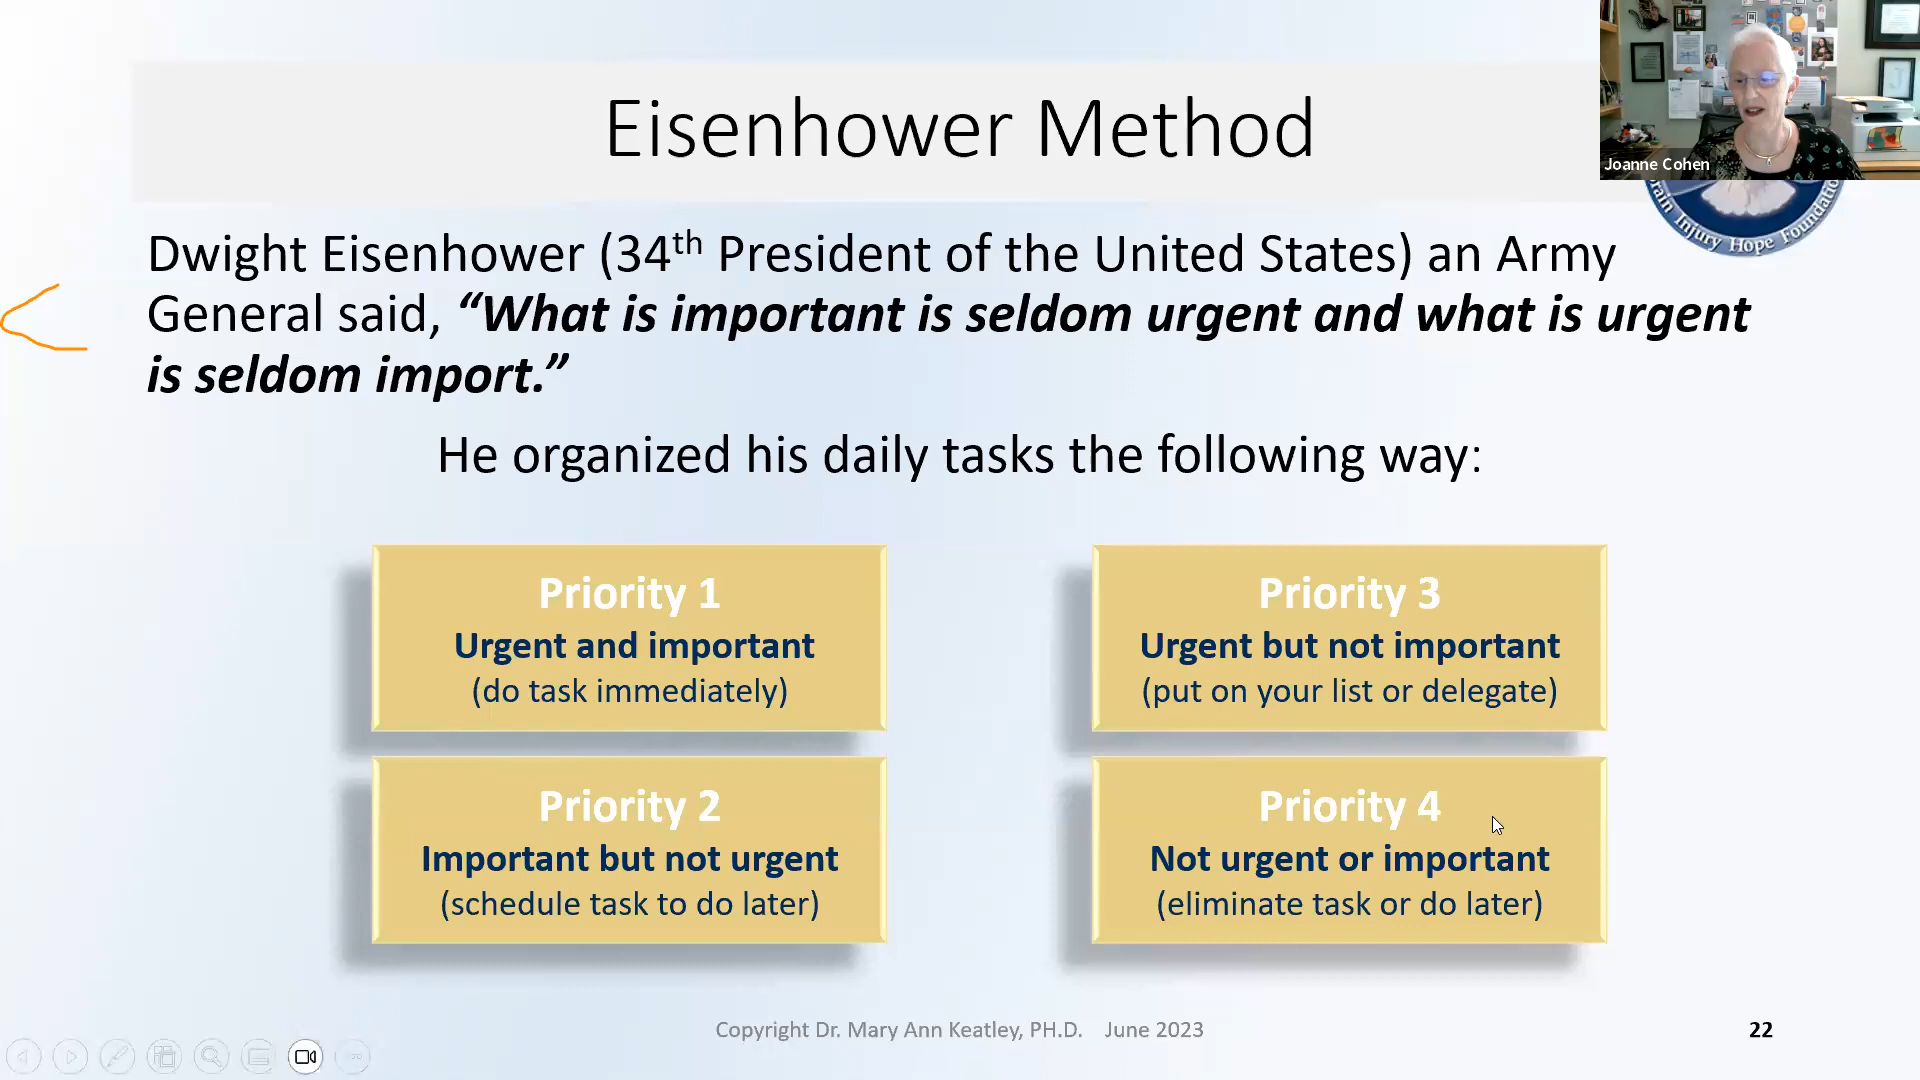 Eisenhower Method
Joanne Cohen
Injury Hope Foundatio
Dwight Eisenhower (34th President of the United States) an Army
General said, “What is important is seldom urgent and what is urgent
is seldom import.”
He organized his daily tasks the following way:
Priority 1
Urgent and important
(do task immediately)
Priority 3
Urgent but not important
(put on your list or delegate)
Priority 2
Important but not urgent
(schedule task to do later)
Priority 4
Not urgent or important
(eliminate task or do later)
Copyright Dr. Mary Ann Keatley, PH.D. June 2023
22